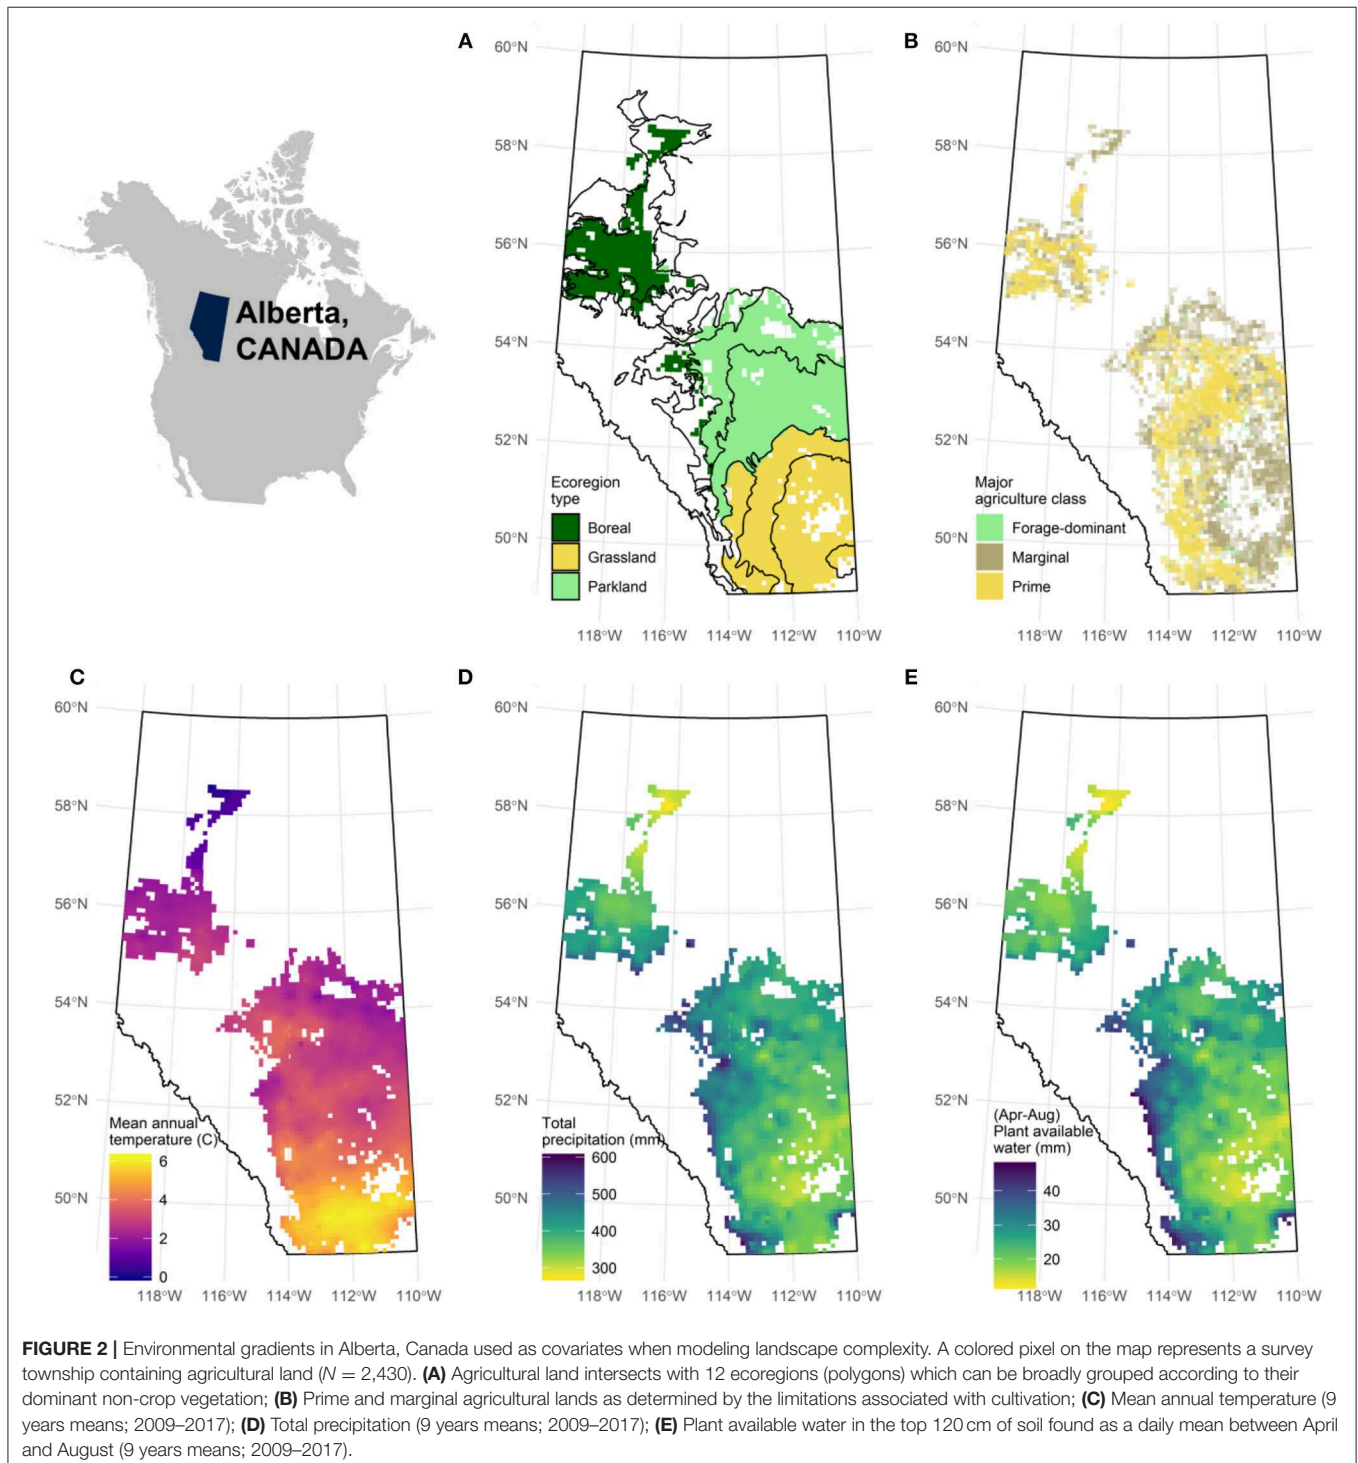 Alberta,
CANADA
A
60°N
58°N
56°N
54°N
52°N
50°N
Ecoregion
type
Boreal
Grassland
Parkland
118°W 116°W 114°W 112°W 110°W
B
60°N
58°N
56°N
54°N
52°N
50°N
Major
agriculture class
Forage-dominant
Marginal
Prime
118°W 116°W 114°W 112°W 110°W
C
60°N
58°N
56°N
54°N
52°N
50°N
Mean annual
temperature (C)
6
4
2
0
118°W 116°W 114°W 112°W 110°W
D
60°N
58°N
56°N
54°N
52°N
50°N
Total
precipitation (mm)
600
500
400
300
118°W 116°W 114°W 112°W 110°W
E
60°N
58°N
56°N
54°N
52°N
50°N
(Apr-Aug)
Plant available
water (mm)
40
30
20
118°W 116°W 114°W 112°W 110°W
FIGURE 2 | Environmental gradients in Alberta, Canada used as covariates when modeling landscape complexity. A colored pixel on the map represents a survey
township containing agricultural land (N = 2,430). (A) Agricultural land intersects with 12 ecoregions (polygons) which can be broadly grouped according to their
dominant non-crop vegetation; (B) Prime and marginal agricultural lands as determined by the limitations associated with cultivation; (C) Mean annual temperature (9
years means; 2009–2017); (D) Total precipitation (9 years means; 2009–2017); (E) Plant available water in the top 120 cm of soil found as a daily mean between April
and August (9 years means; 2009–2017).